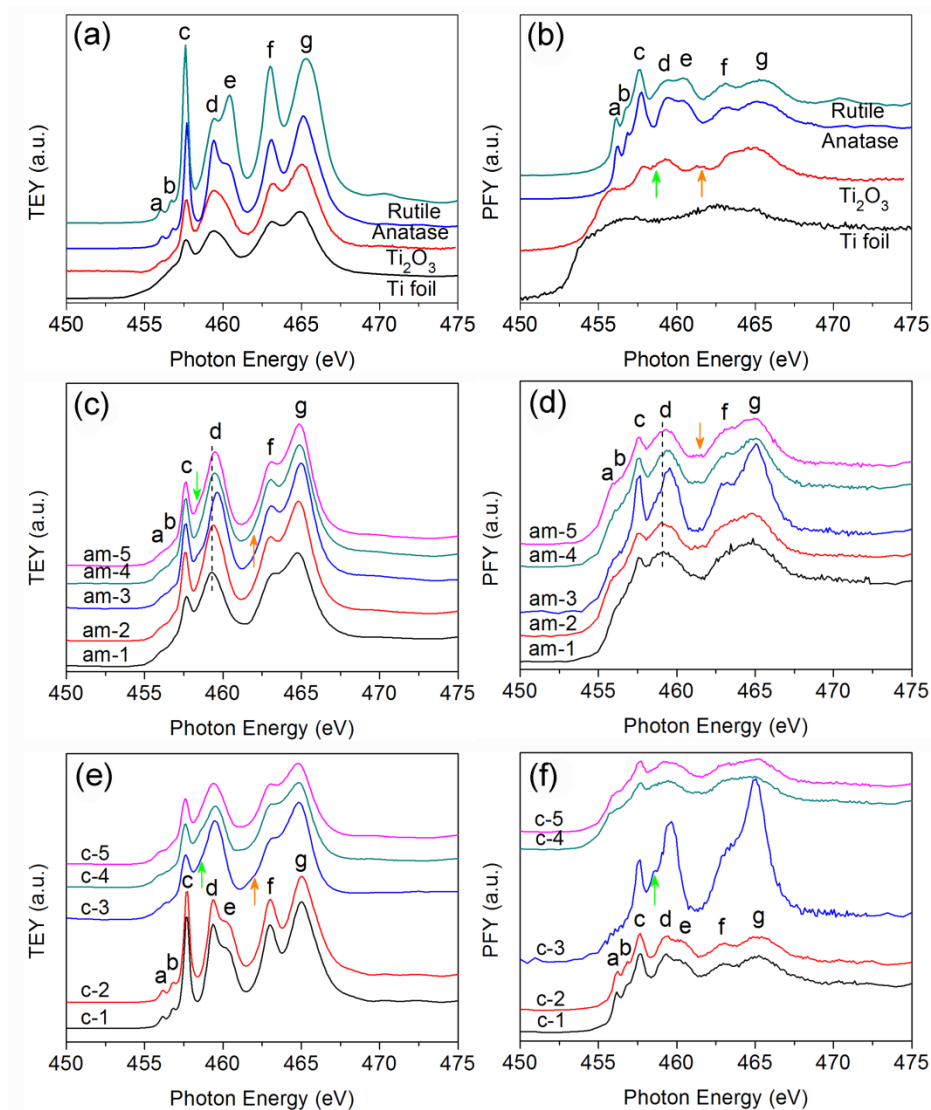 (a)
c
f
g
d
e
a
b
Rutile
Anatase
Ti₂O₃
Ti foil
TEY (a.u.)
450 455 460 465 470 475
Photon Energy (eV)
(b)
c
d
e
f
g
a
b
Rutile
Anatase
Ti₂O₃
Ti foil
PFY (a.u.)
450 455 460 465 470 475
Photon Energy (eV)
(c)
g
d
c
f
a
b
am-5
am-4
am-3
am-2
am-1
TEY (a.u.)
450 455 460 465 470 475
Photon Energy (eV)
(d)
c
d
g
f
a
b
am-5
am-4
am-3
am-2
am-1
PFY (a.u.)
450 455 460 465 470 475
Photon Energy (eV)
(e)
c-5
c-4
c-3
c
d
e
f
g
a
b
c-2
c-1
TEY (a.u.)
450 455 460 465 470 475
Photon Energy (eV)
(f)
c-5
c-4
c-3
c
d
e
f
g
a
b
c-2
c-1
PFY (a.u.)
450 455 460 465 470 475
Photon Energy (eV)